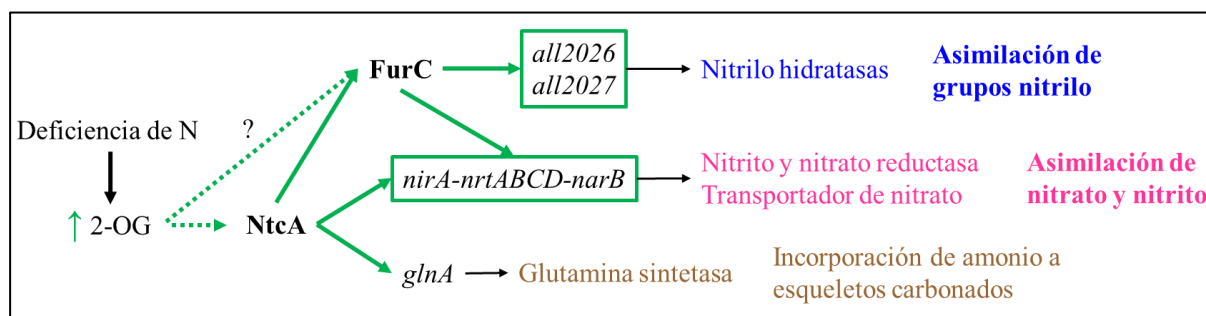 all2026
FurC
all2027
Nitrilo hidratasas
Asimilación de
grupos nitrilo
Deficiencia de N
?
nirA-nrtABCD-narB
Nitrito y nitrato reductasa
Transportador de nitrato
Asimilación de
nitrato y nitrito
↑ 2-OG
NtcA
glnA
Glutamina sintetasa
Incorporación de amonio a
esqueletos carbonados